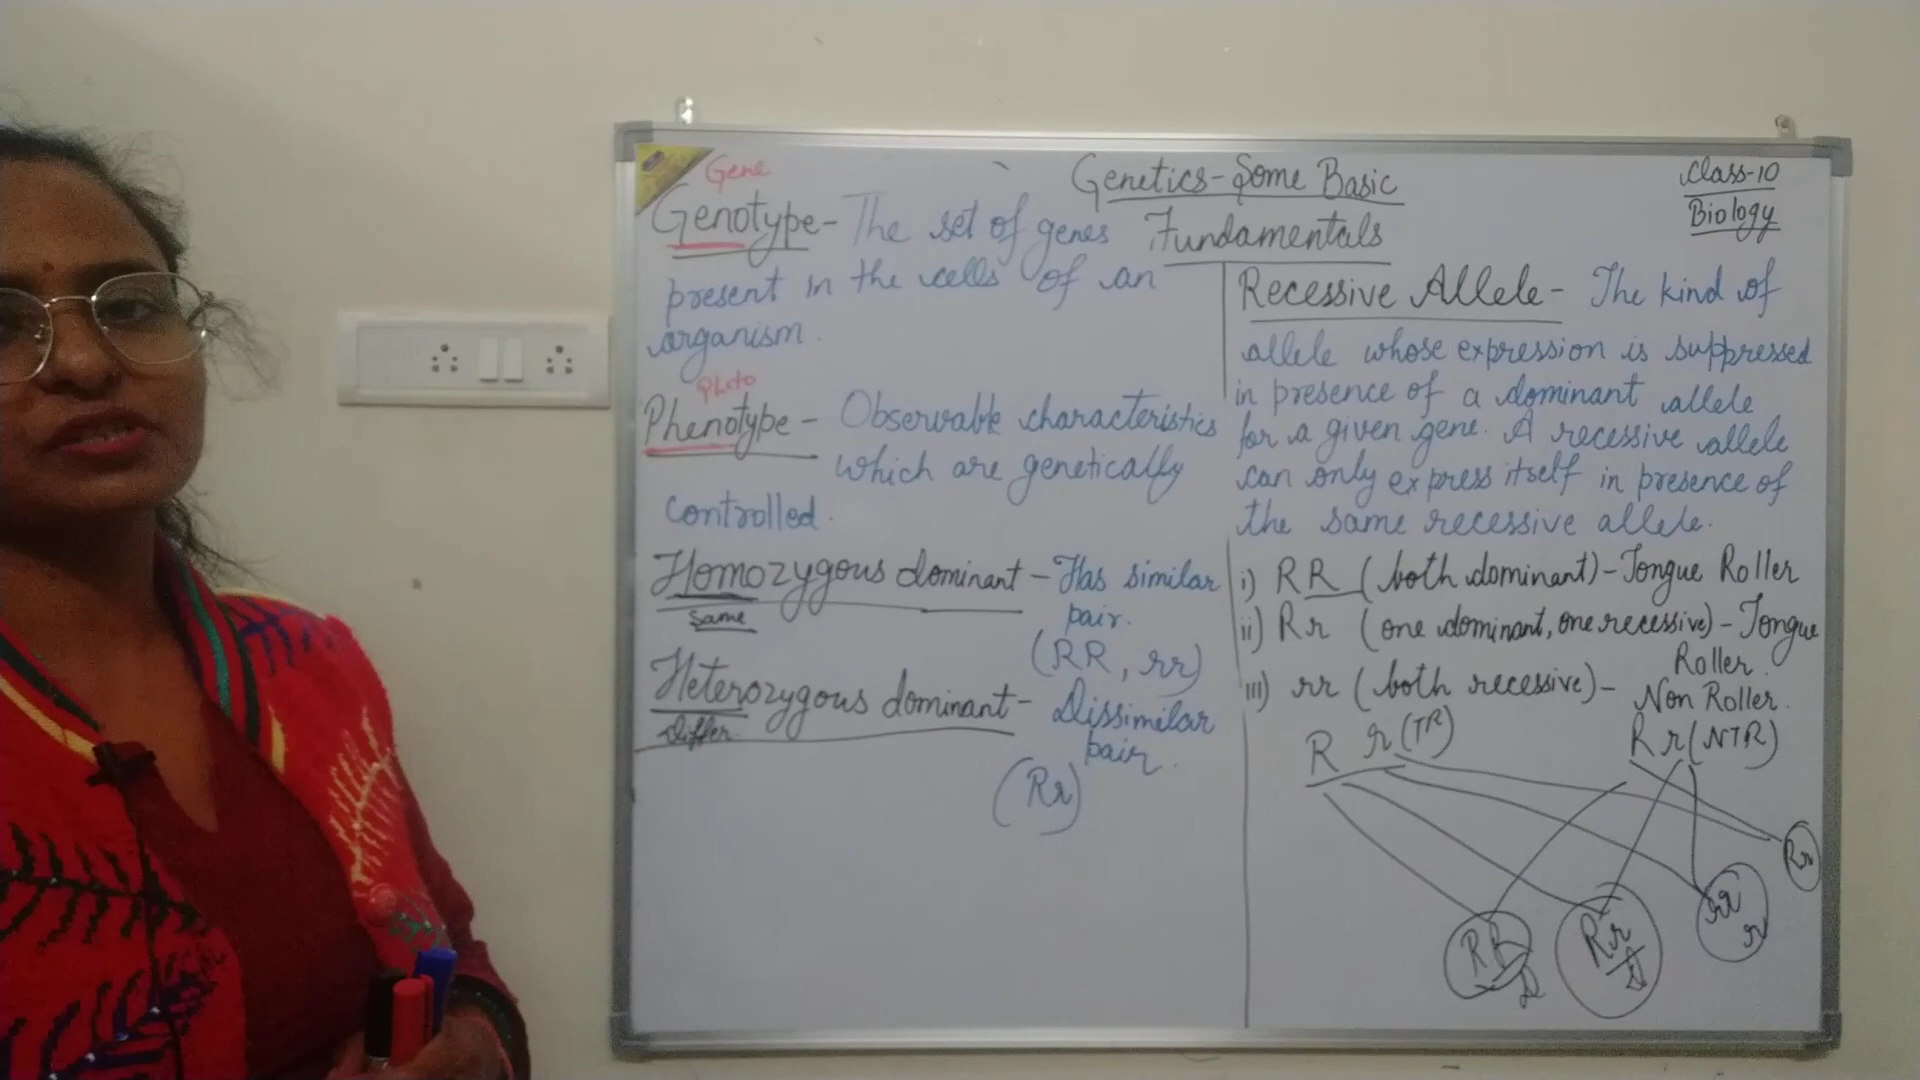 Genetics-Some Basic
Fundamentals
Class-10
Biology
Gene
Genotype- The set of genes
present in the cells of an
organism.
Photo
Phenotype- Observable characteristics
which are genetically
controlled.
Homozygous dominant- Has similar
Same
pair.
(RR, rr)
Heterozygous dominant- Dissimilar
Differ
pair.
(Rr)
Recessive Allele- The kind of
allele whose expression is suppressed
in presence of a dominant allele
for a given gene. A recessive allele
can only express itself in presence of
the same recessive allele.
i) RR (both dominant)-Tongue Roller
ii) Rr (one dominant, one recessive)-Tongue
Roller.
iii) rr (both recessive)-
Non Roller.
R r (TR)
Rr (NTR)
Rr
RR
Rr
rr
r